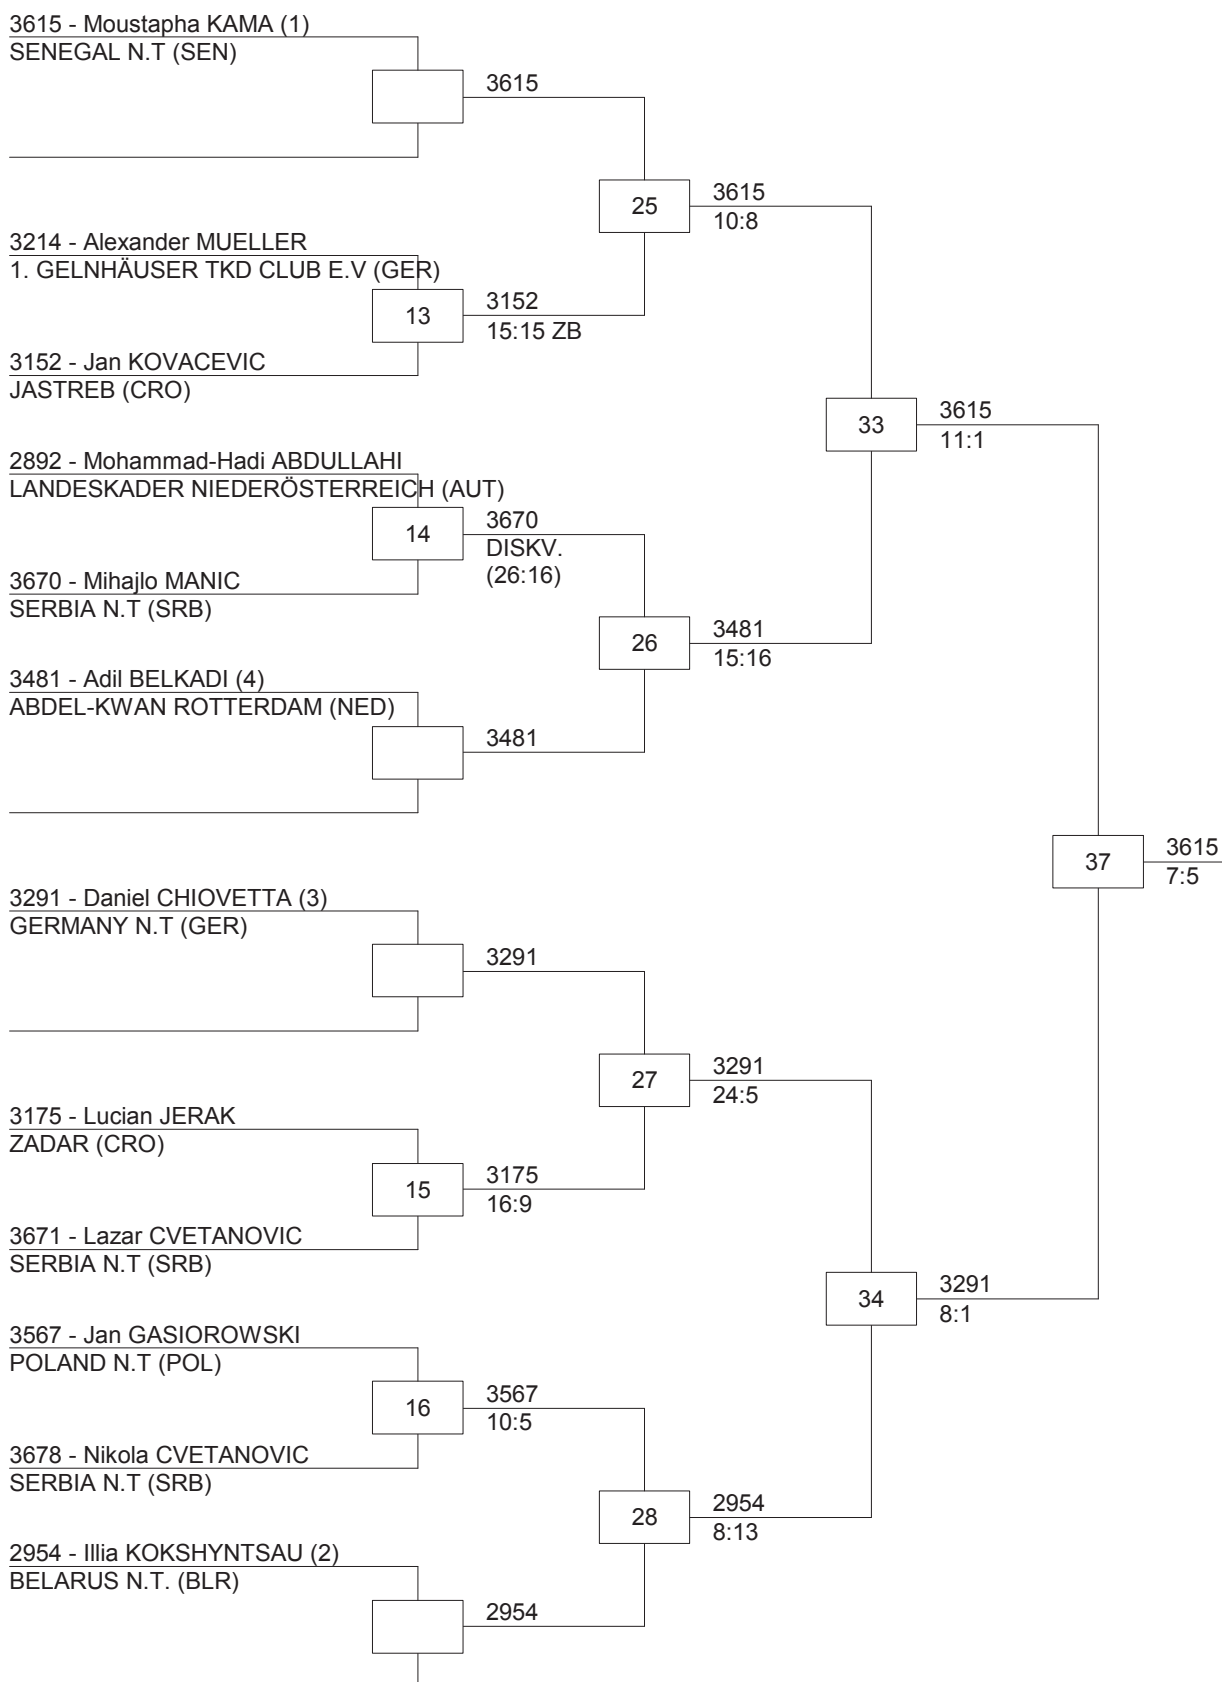 3615 - Moustapha KAMA (1)
SENEGAL N.T (SEN)
3615
25
3615
10:8
3214 - Alexander MUELLER
1. GELNHÄUSER TKD CLUB E.V (GER)
13
3152
15:15 ZB
3152 - Jan KOVACEVIC
JASTREB (CRO)
33
3615
11:1
2892 - Mohammad-Hadi ABDULLAHI
LANDESKADER NIEDERÖSTERREICH (AUT)
14
3670
DISKV.
(26:16)
3670 - Mihajlo MANIC
SERBIA N.T (SRB)
26
3481
15:16
3481 - Adil BELKADI (4)
ABDEL-KWAN ROTTERDAM (NED)
3481
37
3615
7:5
3291 - Daniel CHIOVETTA (3)
GERMANY N.T (GER)
3291
27
3291
24:5
3175 - Lucian JERAK
ZADAR (CRO)
15
3175
16:9
3671 - Lazar CVETANOVIC
SERBIA N.T (SRB)
34
3291
8:1
3567 - Jan GASIOROWSKI
POLAND N.T (POL)
16
3567
10:5
3678 - Nikola CVETANOVIC
SERBIA N.T (SRB)
28
2954
8:13
2954 - Illia KOKSHYNTSAU (2)
BELARUS N.T. (BLR)
2954